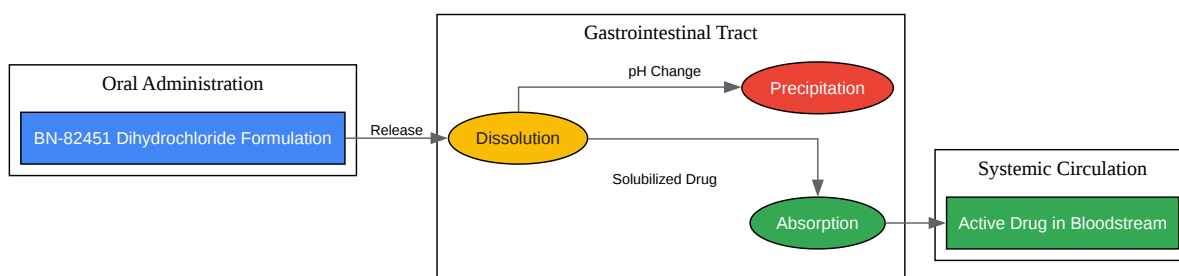 Gastrointestinal Tract
Oral Administration
pH Change
Precipitation
BN-82451 Dihydrochloride Formulation
Release
Dissolution
Solubilized Drug
Systemic Circulation
Absorption
Active Drug in Bloodstream